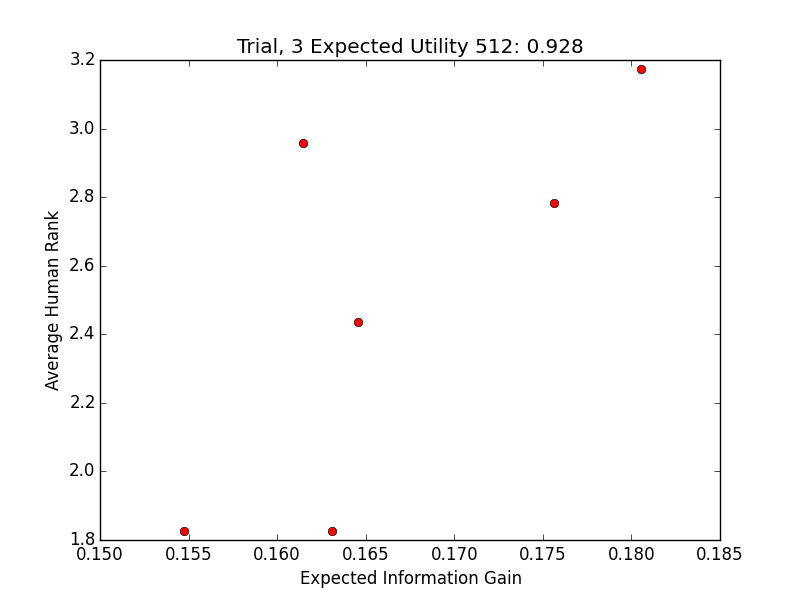 Trial, 3 Expected Utility 512: 0.928
3.2
3.0
2.8
2.6
2.4
2.2
2.0
1.8
Average Human Rank
0.150 0.155 0.160 0.165 0.170 0.175 0.180 0.185
Expected Information Gain